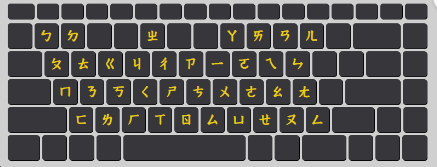 ㄅ ㄉ ㄓ ㄚ ㄞ ㄢ ㄦ
ㄆ ㄊ ㄍ ㄐ ㄔ ㄗ ㄧ ㄛ ㄟ ㄣ
ㄇ ㄋ ㄎ ㄑ ㄕ ㄘ ㄨ ㄜ ㄠ ㄤ
ㄈ ㄌ ㄏ ㄒ ㄖ ㄙ ㄩ ㄝ ㄡ ㄥ